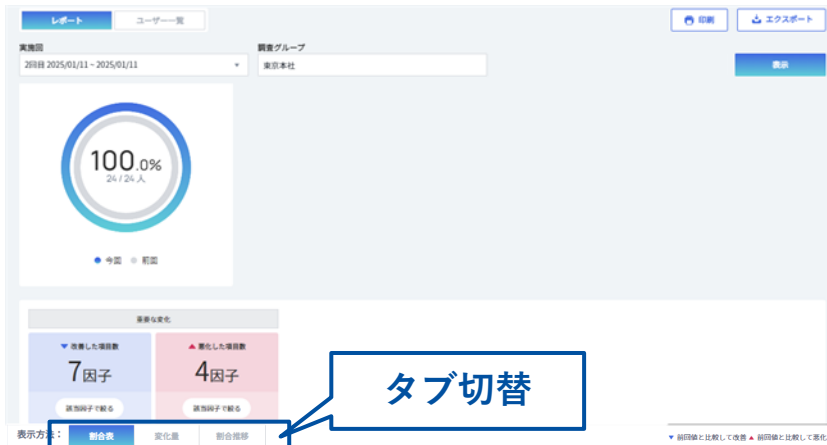 レポート ユーザー一覧 印刷 エクスポート
実施回 調査グループ
2回目 2025/01/11 ~ 2025/01/11 東京本社 表示
100.0%
24 / 24 人
今回 前回
重要な変化
▼ 改善した項目数 ▲ 悪化した項目数
7因子 4因子
該当因子で絞る 該当因子で絞る
タブ切替
表示方法： 割合表 変化量 割合推移 ▼ 前回値と比較して改善 ▲ 前回値と比較して悪化